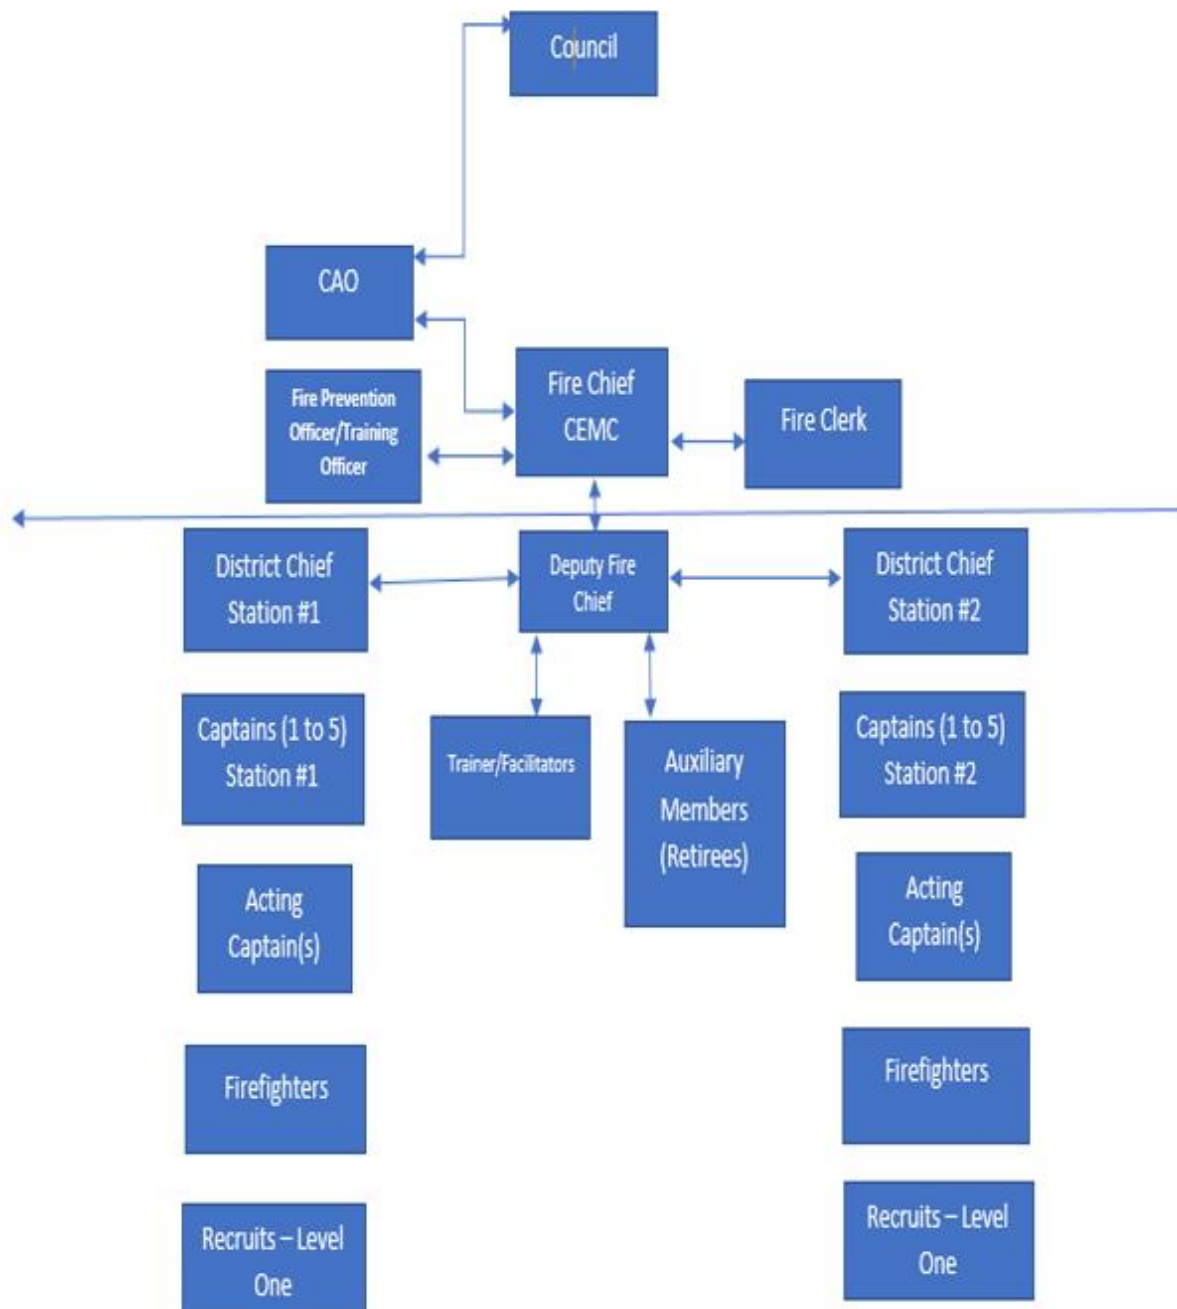 Council
CAO
Fire Chief
CEMC
Fire Prevention
Officer/Training
Officer
Fire Clerk
District Chief
Station #1
Deputy Fire
Chief
District Chief
Station #2
Captains (1 to 5)
Station #1
Trainer/Facilitators
Auxiliary
Members
(Retirees)
Captains (1 to 5)
Station #2
Acting
Captain(s)
Acting
Captain(s)
Firefighters
Firefighters
Recruits – Level
One
Recruits – Level
One